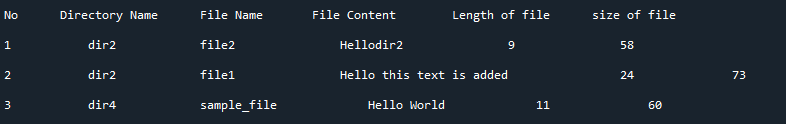 No Directory Name File Name File Content Length of file size of file
1 dir2 file2 Hellodir2 9 58
2 dir2 file1 Hello this text is added 24 73
3 dir4 sample_file Hello World 11 60